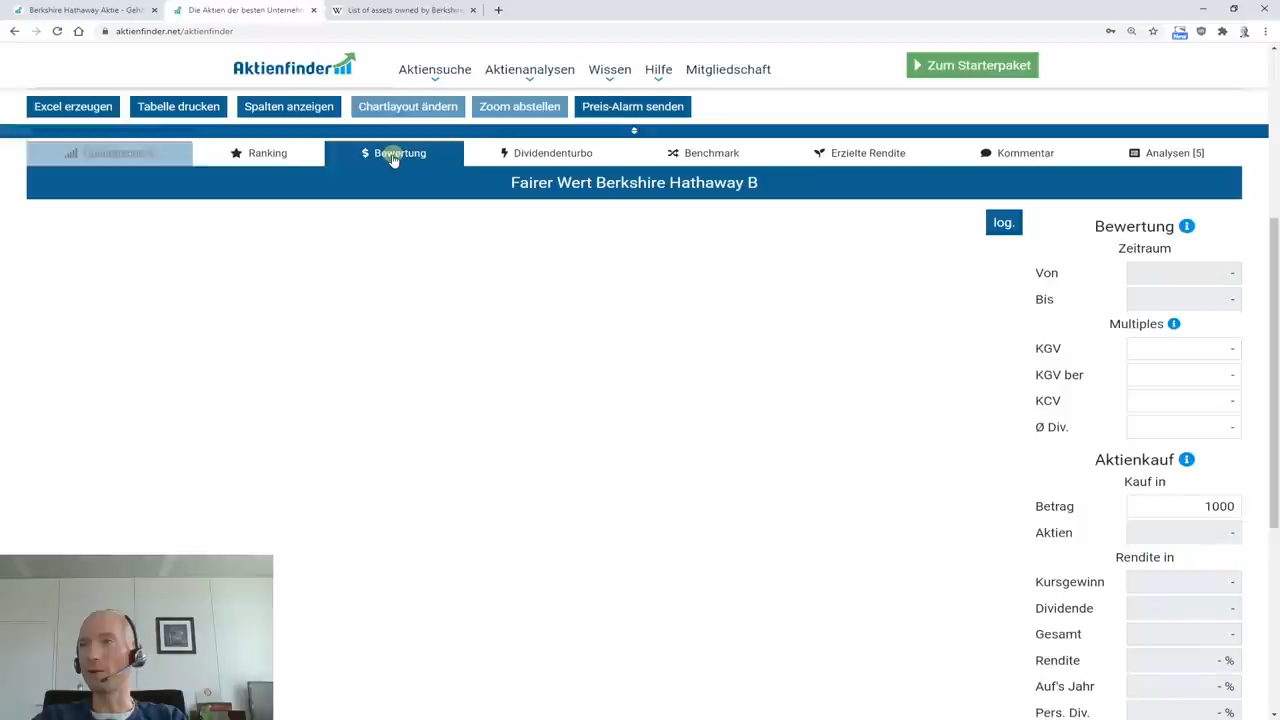 Berkshire Hathaway Aktie - Geh
Die Aktien der besten Unterneh
List of assets owned by Berkshi
aktienfinder.net/aktienfinder
New
Aktienfinder
Aktiensuche
Aktienanalysen
Wissen
Hilfe
Mitgliedschaft
Zum Starterpaket
Excel erzeugen
Tabelle drucken
Spalten anzeigen
Chartlayout ändern
Zoom abstellen
Preis-Alarm senden
Ranking
$ Bewertung
Dividendenturbo
Benchmark
Erzielte Rendite
Kommentar
Analysen [5]
Fairer Wert Berkshire Hathaway B
log.
Bewertung
Zeitraum
Von -
Bis -
Multiples
KGV -
KGV ber -
KCV -
Ø Div. -
Aktienkauf
Kauf in
Betrag 1000
Aktien -
Rendite in
Kursgewinn -
Dividende -
Gesamt -
Rendite - %
Auf's Jahr - %
Pers. Div. - %